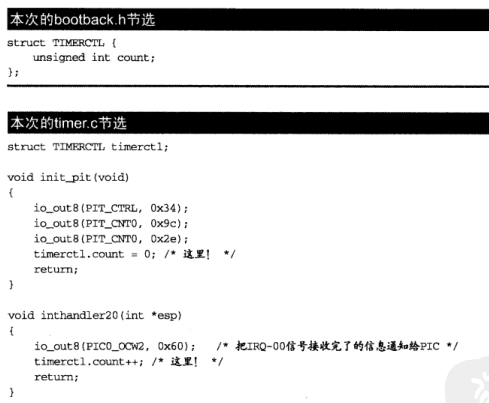 本次的bootback.h节选
struct TIMERCTL {
    unsigned int count;
};
本次的timer.c节选
struct TIMERCTL timerctl;
void init_pit(void)
{
    io_out8(PIT_CTRL, 0x34);
    io_out8(PIT_CNT0, 0x9c);
    io_out8(PIT_CNT0, 0x2e);
    timerctl.count = 0; /* 这里! */
    return;
}
void inthandler20(int *esp)
{
    io_out8(PIC0_OCW2, 0x60);   /* 把IRQ-00信号接收完了的信息通知给PIC */
    timerctl.count++; /* 这里! */
    return;
}